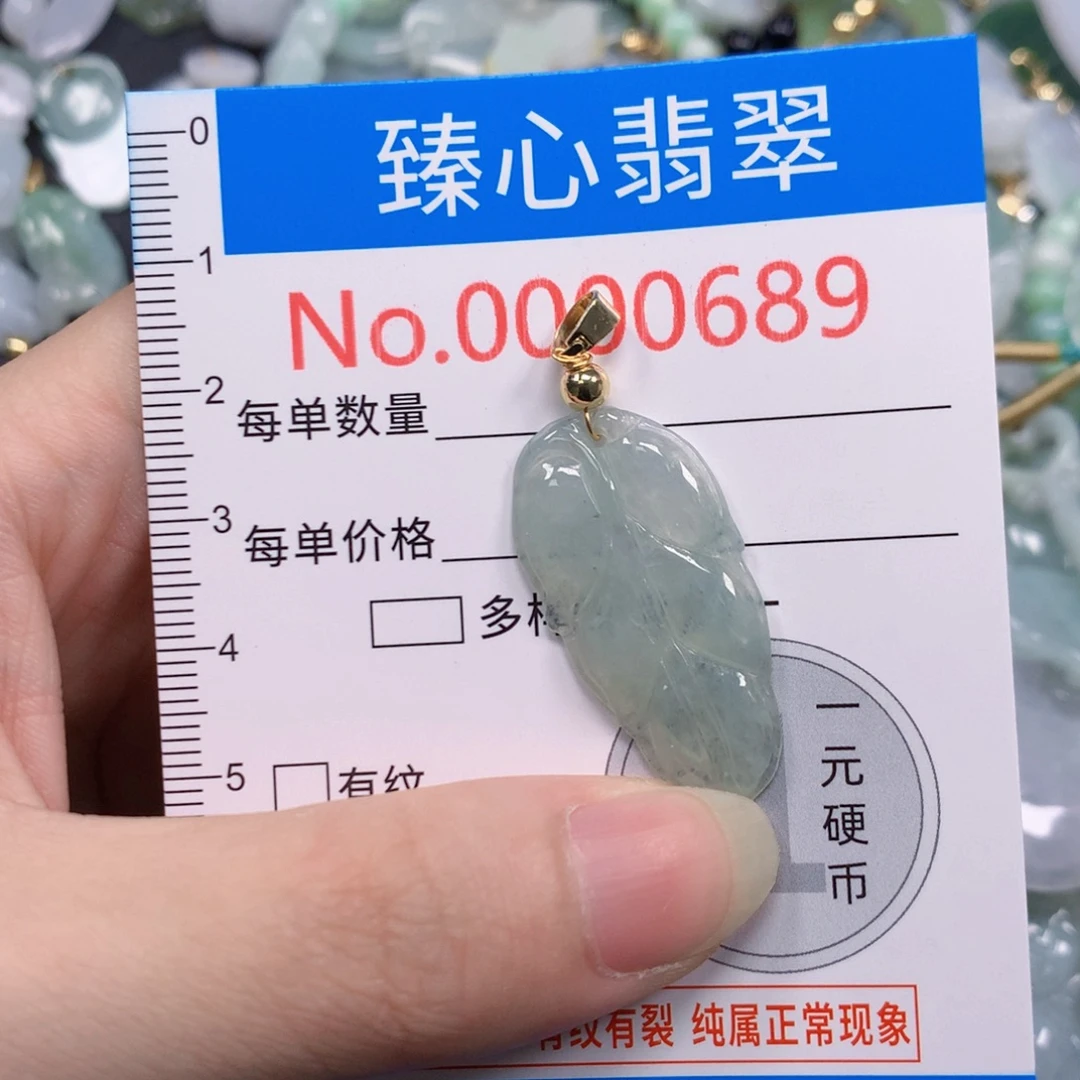 臻心翡翠
No.0000689
每单数量
每单价格
多
有纹
一元硬币
有纹有裂 纯属正常现象
0
1
2
3
4
5